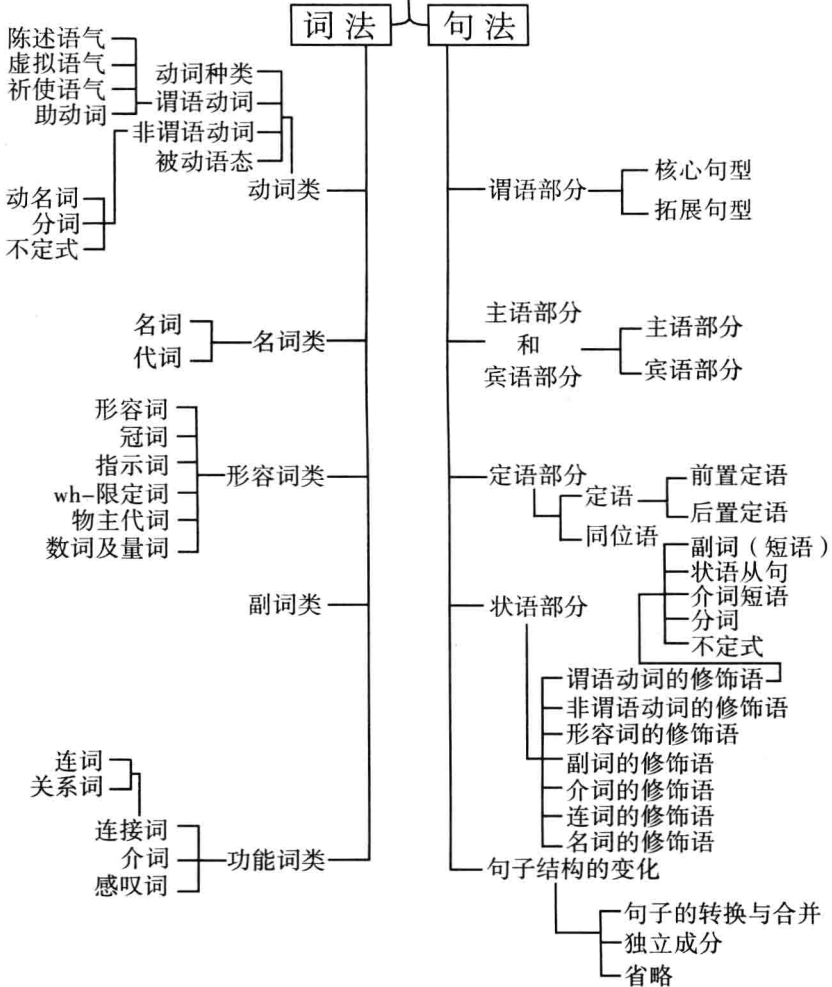 词法
陈述语气
虚拟语气
祈使语气
助动词
动词种类
谓语动词
非谓语动词
被动语态
动词类
动名词
分词
不定式
名词
代词
名词类
形容词
冠词
指示词
wh-限定词
物主代词
数词及量词
形容词类
副词类
连词
关系词
连接词
介词
感叹词
功能词类
句法
谓语部分
核心句型
拓展句型
主语部分
和
宾语部分
主语部分
宾语部分
定语部分
定语
同位语
前置定语
后置定语
状语部分
副词（短语）
状语从句
介词短语
分词
不定式
谓语动词的修饰语
非谓语动词的修饰语
形容词的修饰语
副词的修饰语
介词的修饰语
连词的修饰语
名词的修饰语
句子结构的变化
句子的转换与合并
独立成分
省略